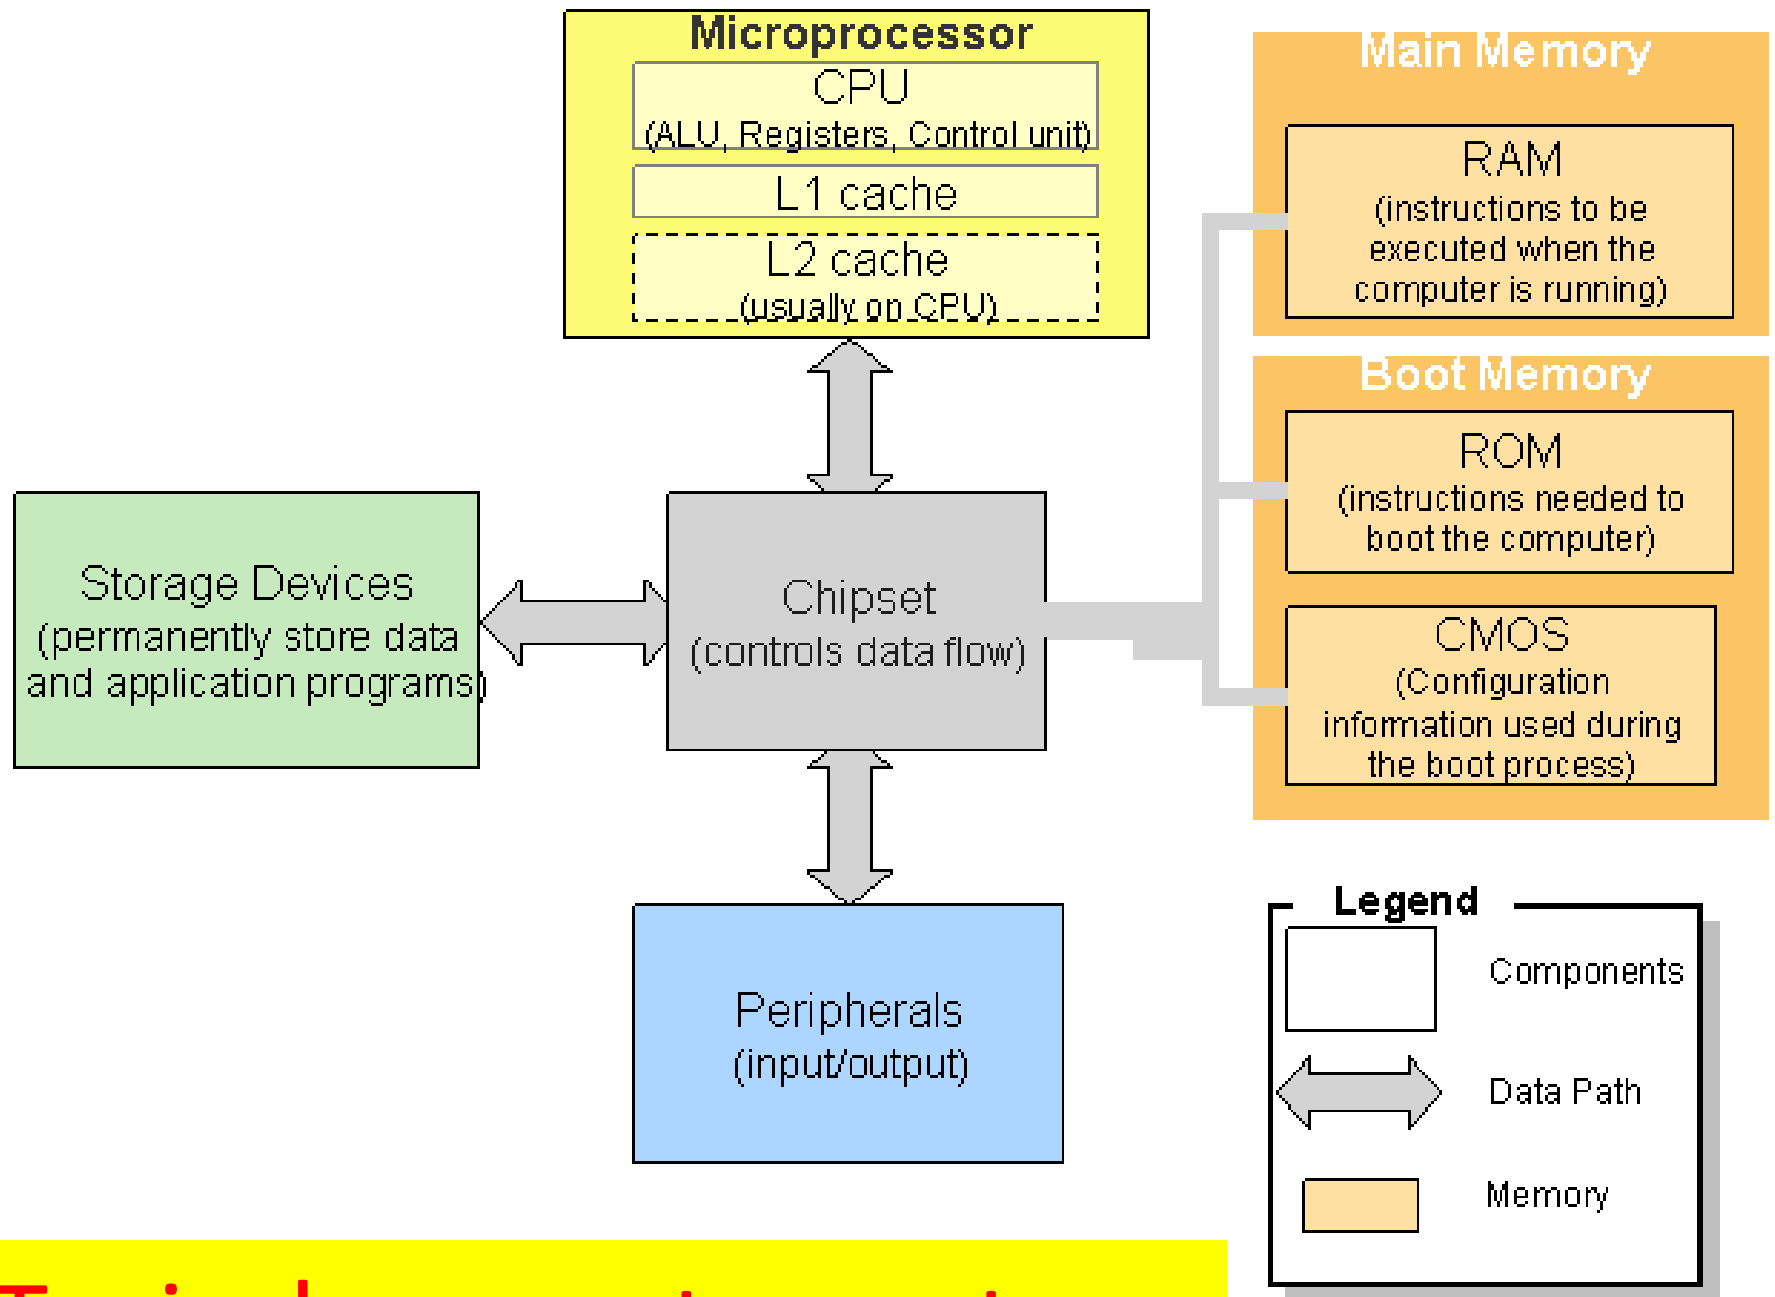 Microprocessor
CPU
(ALU, Registers, Control unit)
L1 cache
L2 cache
(usually on CPU)
Main Memory
RAM
(instructions to be
executed when the
computer is running)
Boot Memory
ROM
(instructions needed to
boot the computer)
CMOS
(Configuration
information used during
the boot process)
Storage Devices
(permanently store data
and application programs)
Chipset
(controls data flow)
Peripherals
(input/output)
Legend
Components
Data Path
Memory